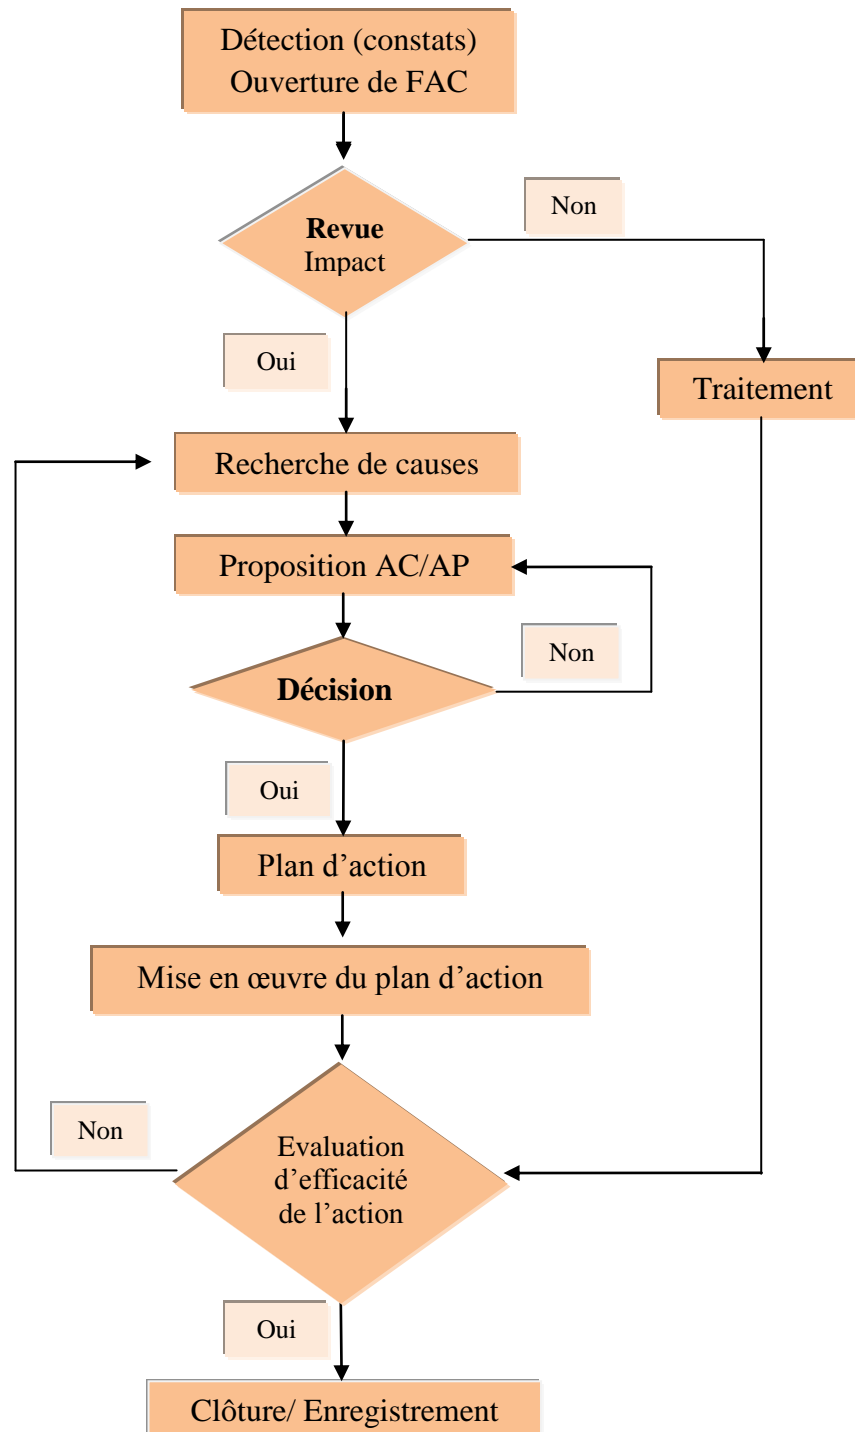 Détection (constats)
Ouverture de FAC
Revue
Impact
Non
Oui
Traitement
Recherche de causes
Proposition AC/AP
Décision
Non
Oui
Plan d’action
Mise en œuvre du plan d’action
Non
Evaluation
d’efficacité
de l’action
Oui
Clôture/ Enregistrement